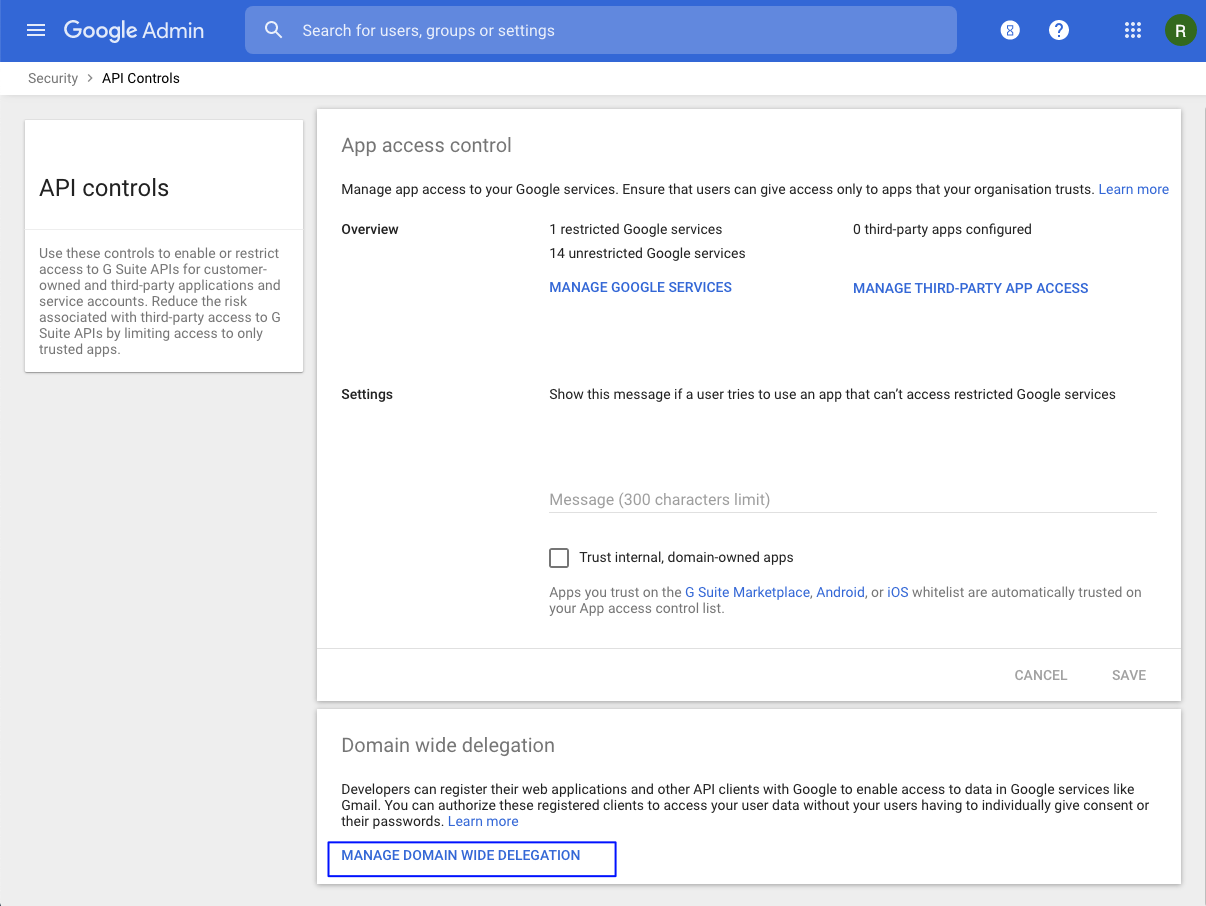 Google Admin
Search for users, groups or settings
R
Security > API Controls
API controls
Use these controls to enable or restrict
access to G Suite APIs for customer-
owned and third-party applications and
service accounts. Reduce the risk
associated with third-party access to G
Suite APIs by limiting access to only
trusted apps.
App access control
Manage app access to your Google services. Ensure that users can give access only to apps that your organisation trusts. Learn more
Overview
1 restricted Google services
14 unrestricted Google services
MANAGE GOOGLE SERVICES
0 third-party apps configured
MANAGE THIRD-PARTY APP ACCESS
Settings
Show this message if a user tries to use an app that can’t access restricted Google services
Message (300 characters limit)
Trust internal, domain-owned apps
Apps you trust on the G Suite Marketplace, Android, or iOS whitelist are automatically trusted on
your App access control list.
CANCEL
SAVE
Domain wide delegation
Developers can register their web applications and other API clients with Google to enable access to data in Google services like
Gmail. You can authorize these registered clients to access your user data without your users having to individually give consent or
their passwords. Learn more
MANAGE DOMAIN WIDE DELEGATION